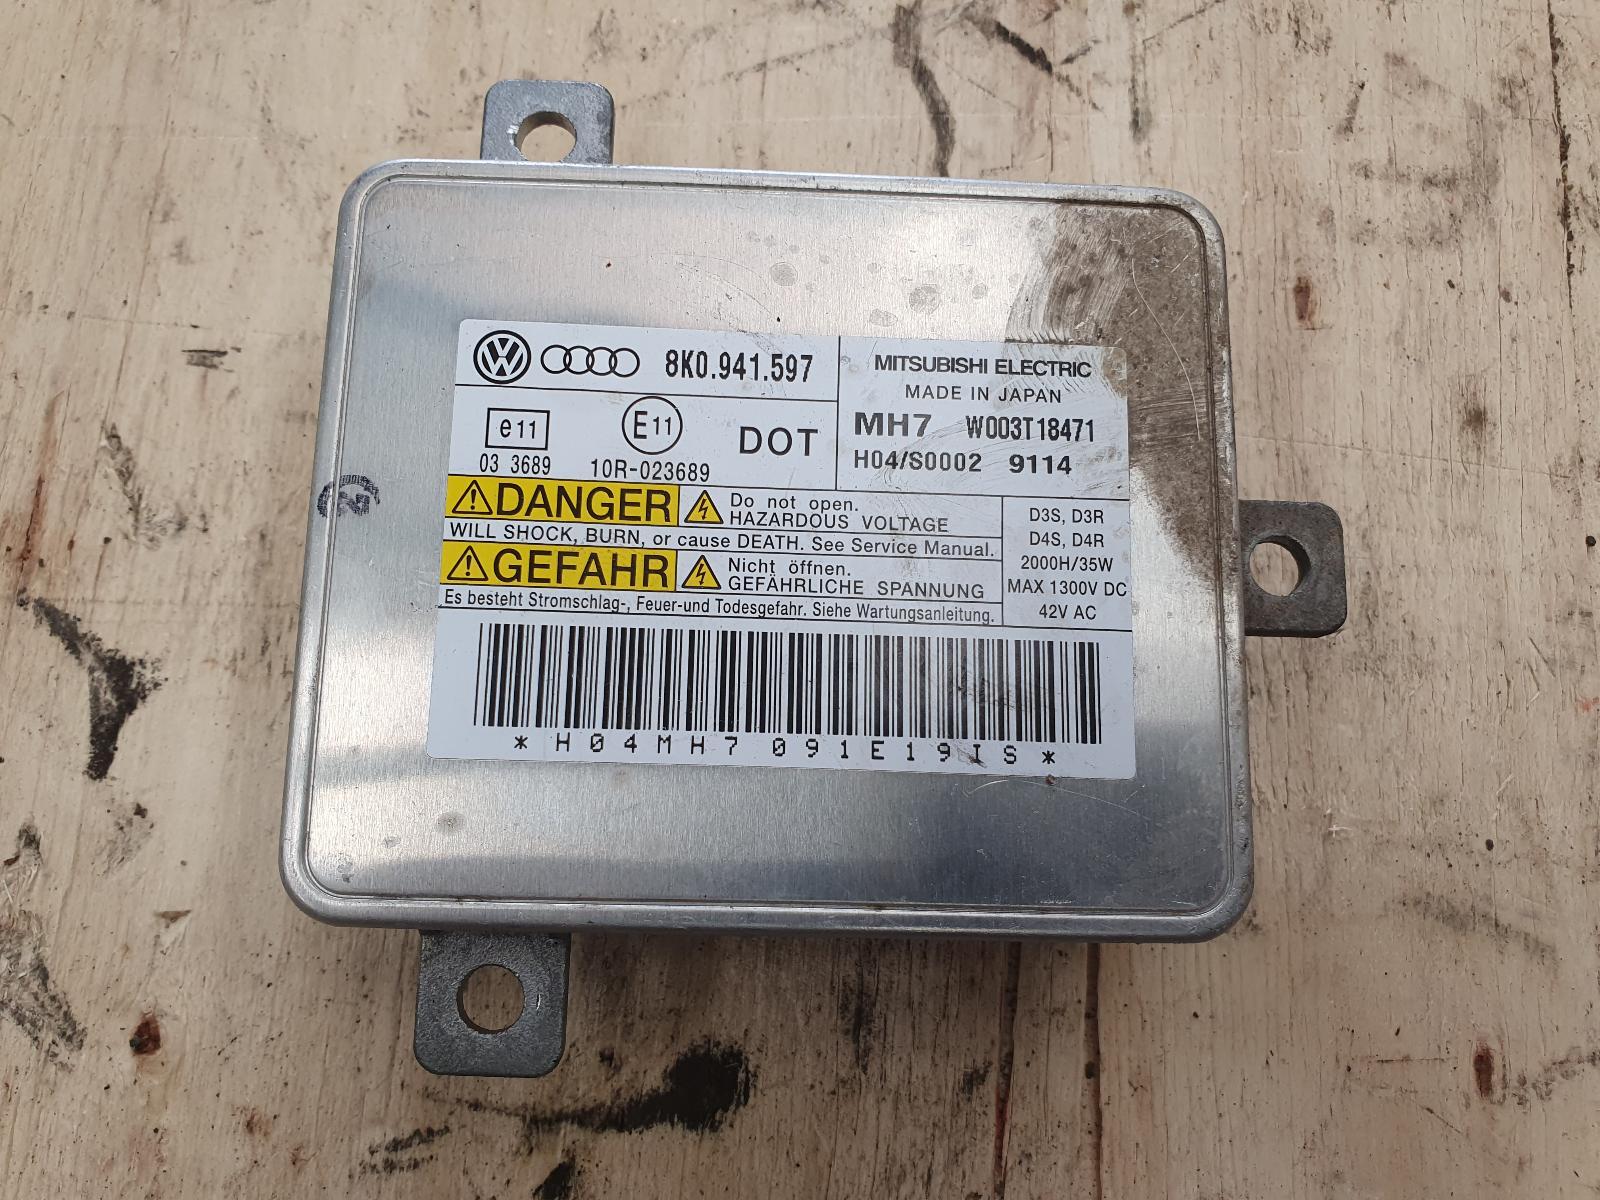 8K0.941.597
MITSUBISHI ELECTRIC
MADE IN JAPAN
MH7 W003T18471
H04/S0002 9114
e11 E11 DOT
03 3689 10R-023689
DANGER Do not open.
HAZARDOUS VOLTAGE
WILL SHOCK, BURN, or cause DEATH. See Service Manual.
GEFAHR Nicht öffnen.
GEFÄHRLICHE SPANNUNG
Es besteht Stromschlag-, Feuer-und Todesgefahr. Siehe Wartungsanleitung.
D3S, D3R
D4S, D4R
2000H/35W
MAX 1300V DC
42V AC
*H04MH7091E19IS*